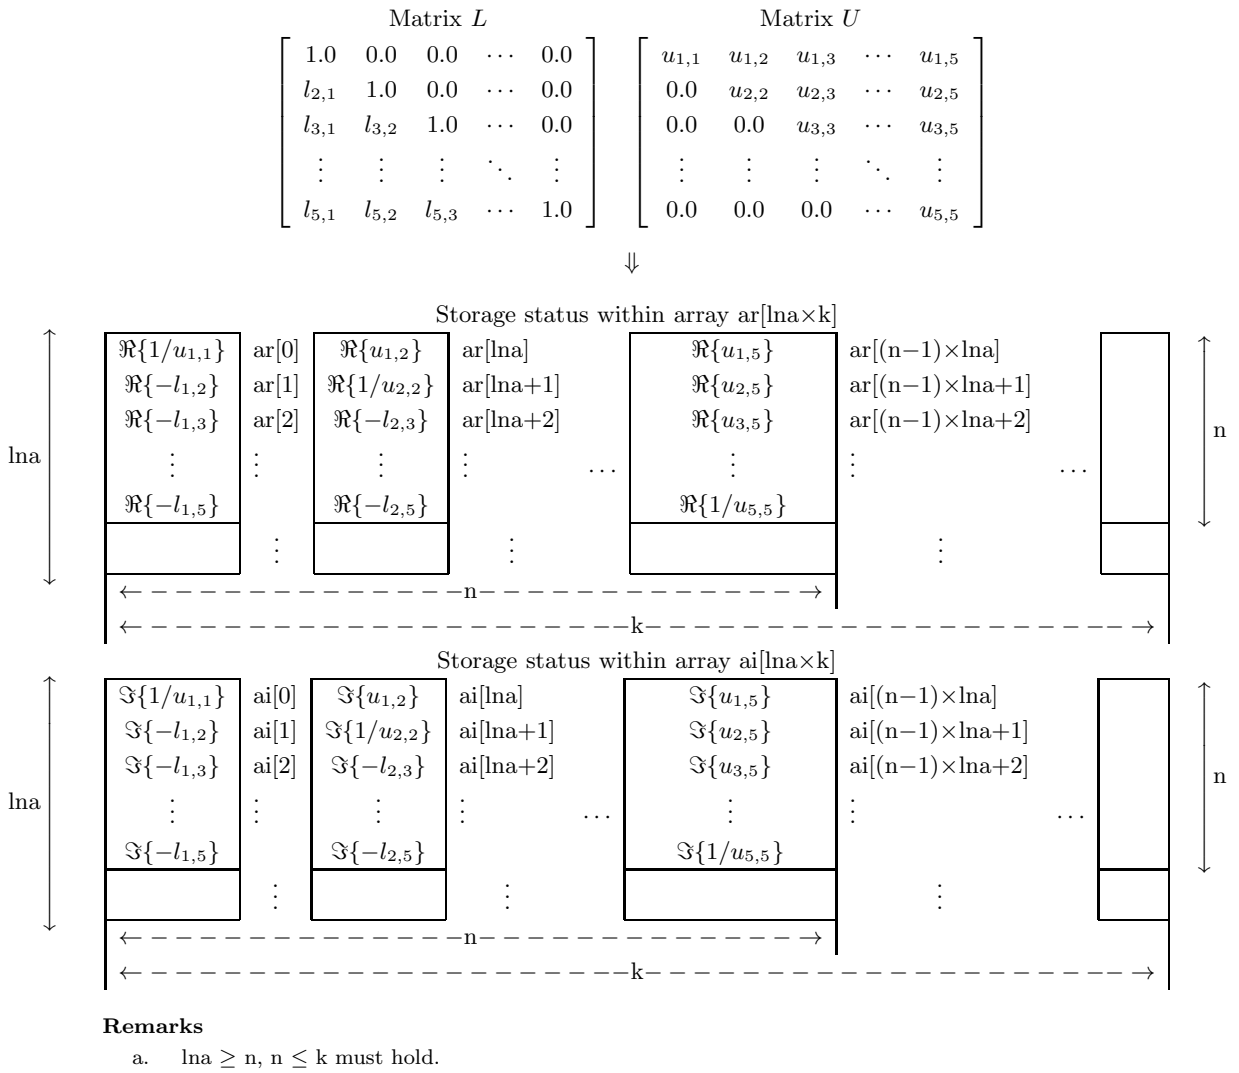 Matrix L Matrix U
1.0 0.0 0.0 ⋯ 0.0 u1,1 u1,2 u1,3 ⋯ u1,5
l2,1 1.0 0.0 ⋯ 0.0 0.0 u2,2 u2,3 ⋯ u2,5
l3,1 l3,2 1.0 ⋯ 0.0 0.0 0.0 u3,3 ⋯ u3,5
⋮ ⋮ ⋮ ⋱ ⋮ ⋮ ⋮ ⋮ ⋱ ⋮
l5,1 l5,2 l5,3 ⋯ 1.0 0.0 0.0 0.0 ⋯ u5,5
⇓
Storage status within array ar[lna×k]
ℜ{1/u1,1} ar[0] ℜ{u1,2} ar[lna] ℜ{u1,5} ar[(n−1)×lna]
ℜ{−l1,2} ar[1] ℜ{1/u2,2} ar[lna+1] ℜ{u2,5} ar[(n−1)×lna+1]
ℜ{−l1,3} ar[2] ℜ{−l2,3} ar[lna+2] ℜ{u3,5} ar[(n−1)×lna+2]
lna ⋮ ⋮ ⋮ ⋮ … ⋮ ⋮ … n
ℜ{−l1,5} ℜ{−l2,5} ℜ{1/u5,5}
⋮ ⋮ ⋮
n
k
Storage status within array ai[lna×k]
ℑ{1/u1,1} ai[0] ℑ{u1,2} ai[lna] ℑ{u1,5} ai[(n−1)×lna]
ℑ{−l1,2} ai[1] ℑ{1/u2,2} ai[lna+1] ℑ{u2,5} ai[(n−1)×lna+1]
ℑ{−l1,3} ai[2] ℑ{−l2,3} ai[lna+2] ℑ{u3,5} ai[(n−1)×lna+2]
lna ⋮ ⋮ ⋮ ⋮ … ⋮ ⋮ … n
ℑ{−l1,5} ℑ{−l2,5} ℑ{1/u5,5}
⋮ ⋮ ⋮
n
k
Remarks
a. lna ≥ n, n ≤ k must hold.